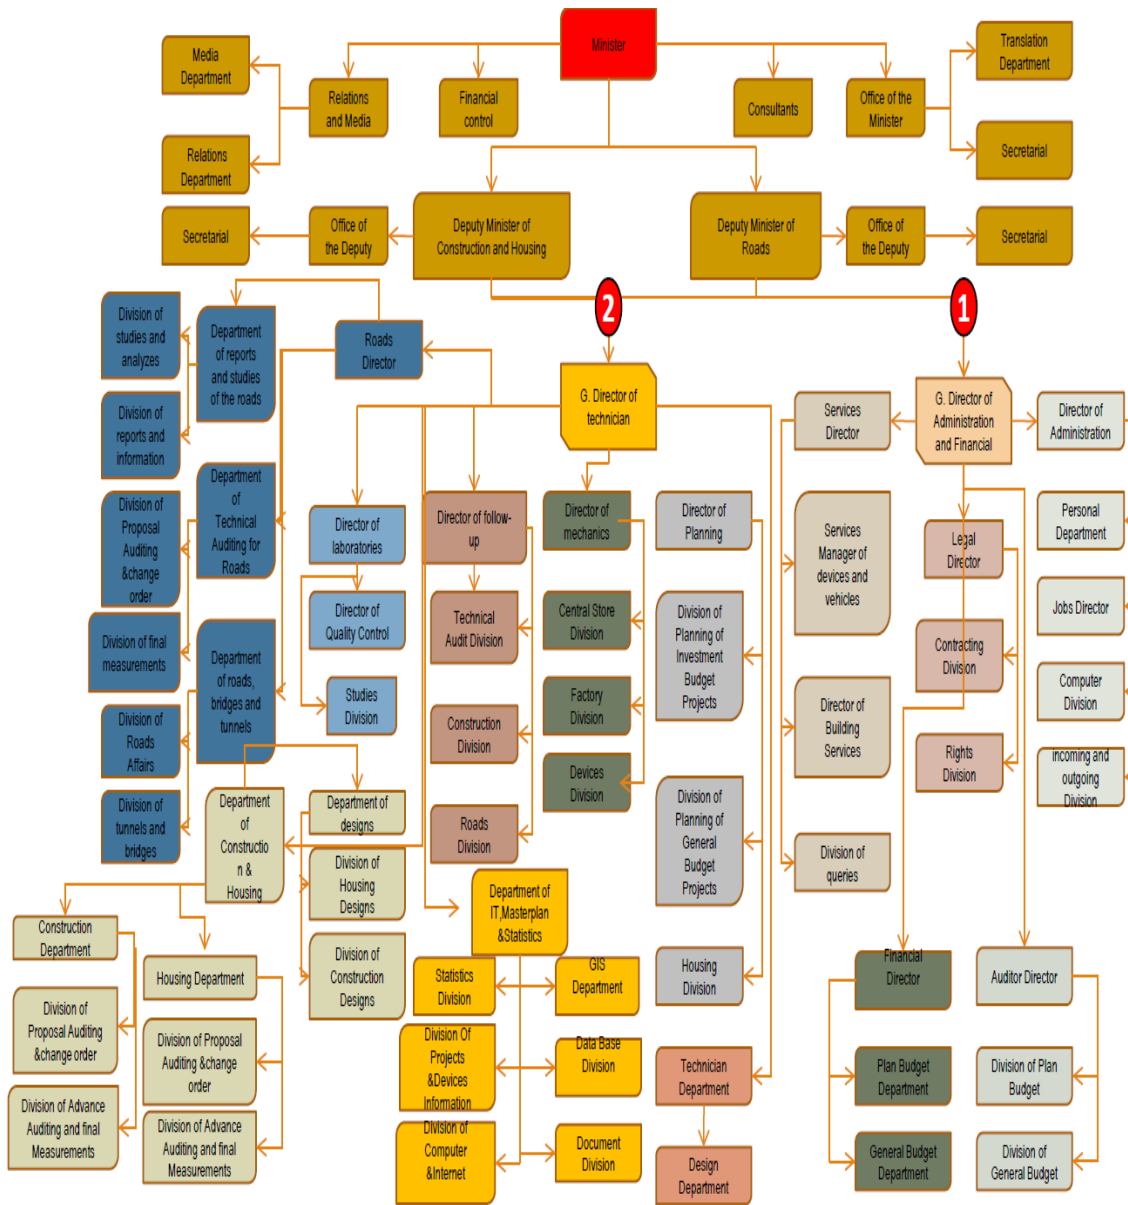 Minister
Media
Department
Relations
and Media
Financial
control
Consultants
Office of the
Minister
Translation
Department
Relations
Department
Secretarial
Secretarial
Office of
the Deputy
Deputy Minister of
Construction and Housing
Deputy Minister of
Roads
Office of
the Deputy
Secretarial
2
1
Division of
studies and
analyzes
Department
of reports
and studies
of the roads
Roads
Director
G. Director of
technician
Services
Director
G. Director of
Administration
and Financial
Director of
Administration
Division of
reports and
information
Division of
Proposal
Auditing
&change
order
Department
of
Technical
Auditing for
Roads
Director of
laboratories
Director of follow-
up
Director of
mechanics
Director of
Planning
Services
Manager of
devices and
vehicles
Legal
Director
Personal
Department
Division of final
measurements
Department
of roads,
bridges and
tunnels
Director of
Quality Control
Technical
Audit Division
Central Store
Division
Division of
Planning of
Investment
Budget
Projects
Contracting
Division
Jobs Director
Studies
Division
Construction
Division
Factory
Division
Director of
Building
Services
Computer
Division
Division of
Roads
Affairs
Devices
Division
Rights
Division
incoming and
outgoing
Division
Division of
tunnels and
bridges
Department
of
Constructio
n &
Housing
Department of
designs
Roads
Division
Division of
Planning of
General
Budget
Projects
Division of
queries
Division of
Housing
Designs
Department of
IT,Masterplan
&Statistics
Construction
Department
Housing Department
Division of
Construction
Designs
Statistics
Division
GIS
Department
Housing
Division
Financial
Director
Auditor Director
Division of
Proposal Auditing
&change order
Division of Proposal
Auditing &change
order
Division Of
Projects
&Devices
Information
Data Base
Division
Technician
Department
Plan Budget
Department
Division of Plan
Budget
Division of Advance
Auditing and final
Measurements
Division of Advance
Auditing and final
Measurements
Division of
Computer
&Internet
Document
Division
Design
Department
General Budget
Department
Division of
General Budget